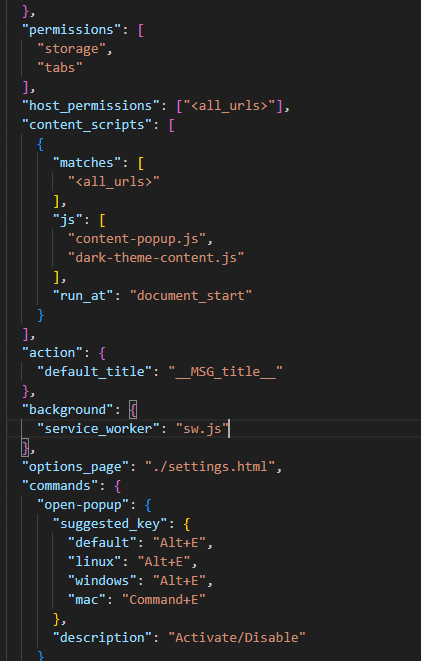 },
"permissions": [
"storage",
"tabs"
],
"host_permissions": ["<all_urls>"],
"content_scripts": [
{
"matches": [
"<all_urls>"
],
"js": [
"content-popup.js",
"dark-theme-content.js"
],
"run_at": "document_start"
}
],
"action": {
"default_title": "__MSG_title__"
},
"background": {
"service_worker": "sw.js"
},
"options_page": "./settings.html",
"commands": {
"open-popup": {
"suggested_key": {
"default": "Alt+E",
"linux": "Alt+E",
"windows": "Alt+E",
"mac": "Command+E"
},
"description": "Activate/Disable"
}